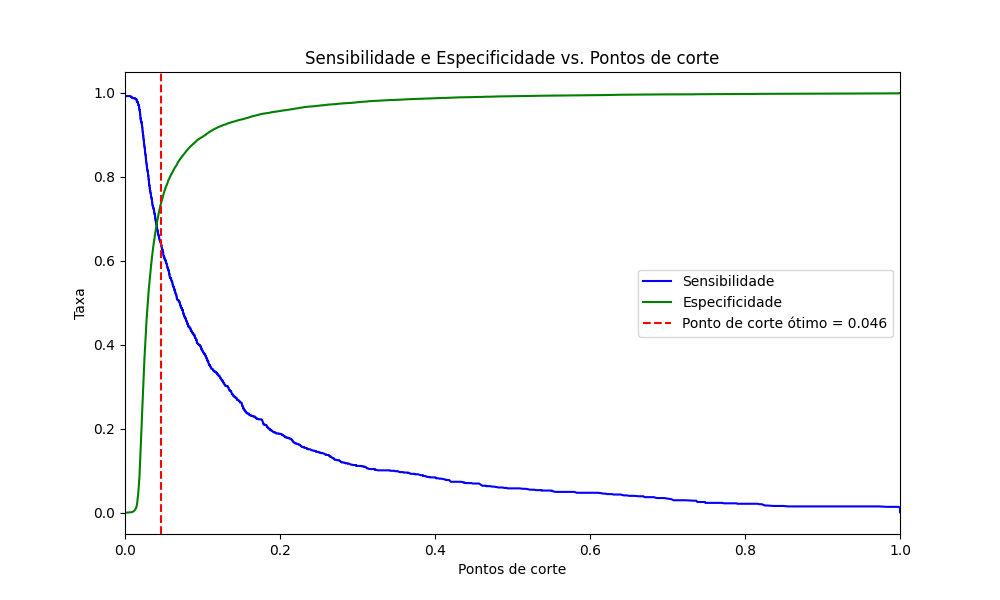 Sensibilidade e Especificidade vs. Pontos de corte
1.0
0.8
0.6
0.4
0.2
0.0
Taxa
Sensibilidade
Especificidade
Ponto de corte ótimo = 0.046
0.0 0.2 0.4 0.6 0.8 1.0
Pontos de corte